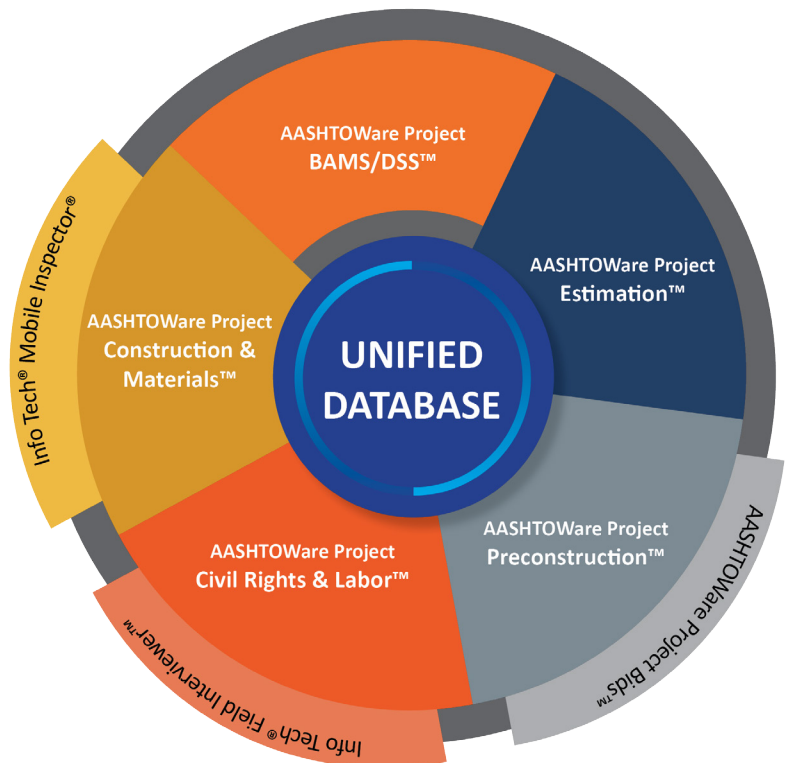 AASHTOWare Project
BAMS/DSS™
AASHTOWare Project
Estimation™
AASHTOWare Project
Preconstruction™
AASHTOWare Project
Civil Rights & Labor™
AASHTOWare Project
Construction &
Materials™
UNIFIED
DATABASE
Info Tech® Mobile Inspector®
Info Tech® Field Interviewer™
AASHTOWare Project Bids™